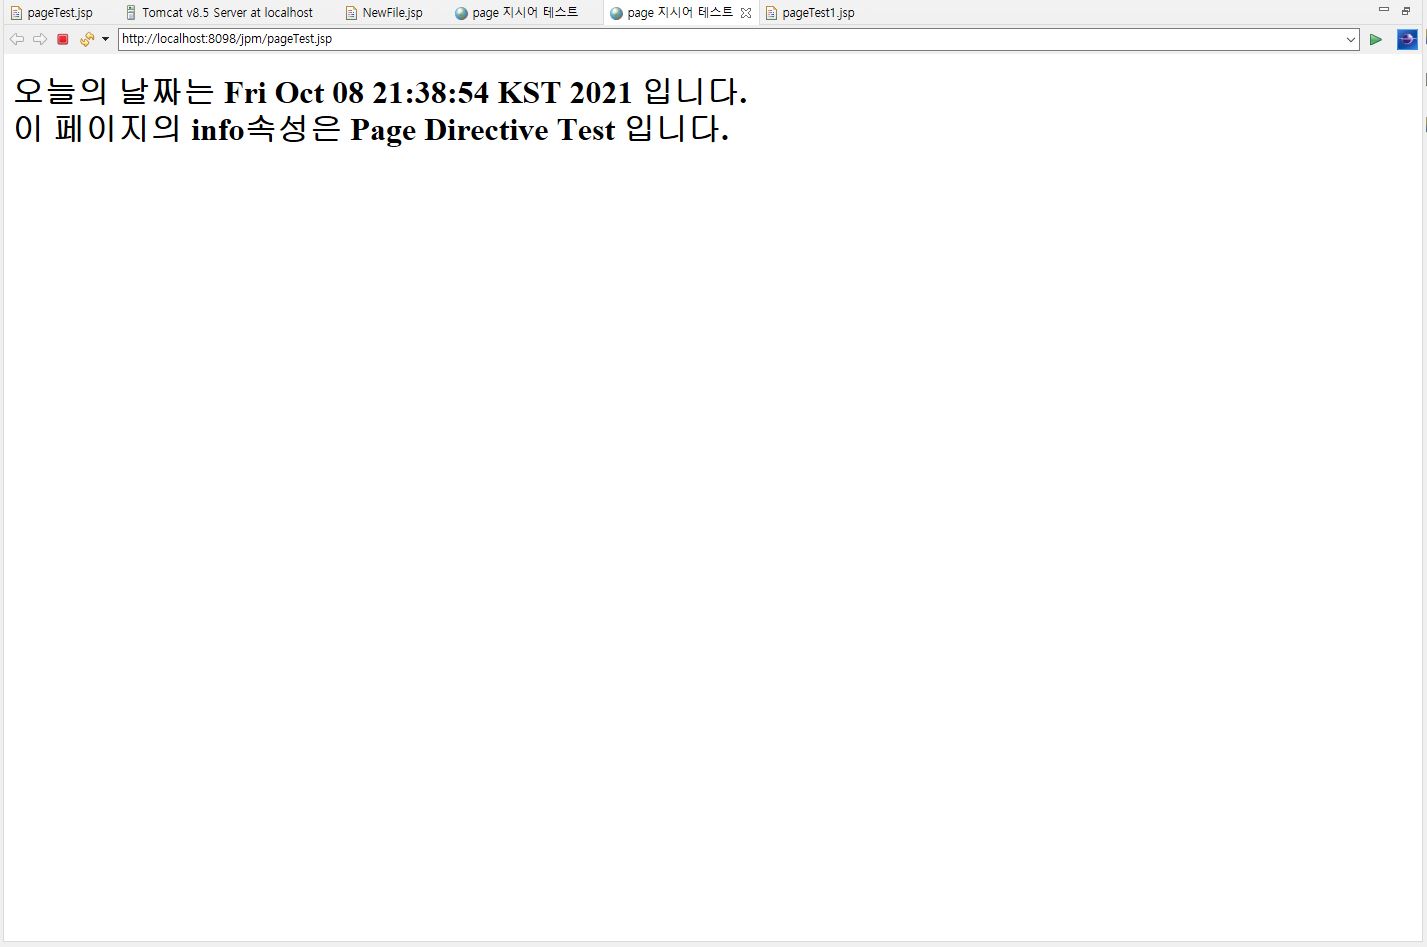 pageTest.jsp Tomcat v8.5 Server at localhost NewFile.jsp page 지시어 테스트 page 지시어 테스트 pageTest1.jsp
http://localhost:8098/jpm/pageTest.jsp
오늘의 날짜는 Fri Oct 08 21:38:54 KST 2021 입니다.
이 페이지의 info속성은 Page Directive Test 입니다.